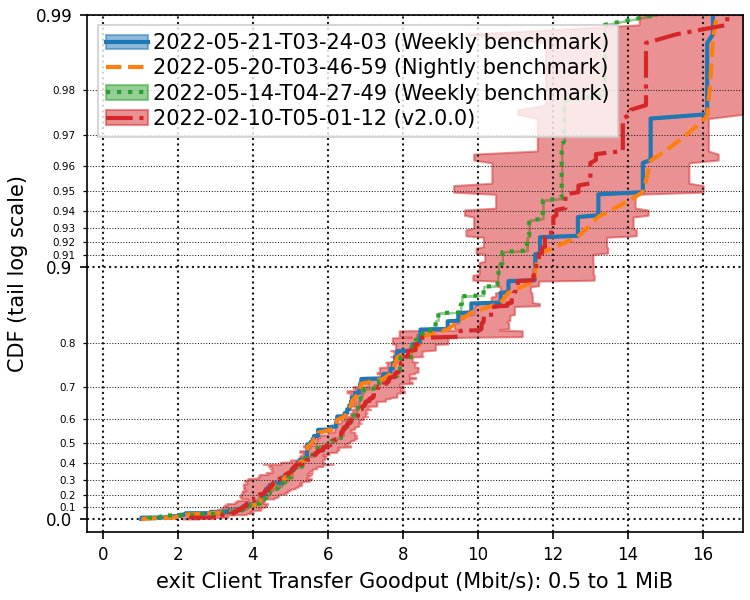 0.99
2022-05-21-T03-24-03 (Weekly benchmark)
2022-05-20-T03-46-59 (Nightly benchmark)
2022-05-14-T04-27-49 (Weekly benchmark)
2022-02-10-T05-01-12 (v2.0.0)
0.98
0.97
0.96
0.95
0.94
0.93
0.92
0.91
0.9
0.8
0.7
0.6
0.5
0.4
0.3
0.2
0.1
0.0
CDF (tail log scale)
0 2 4 6 8 10 12 14 16
exit Client Transfer Goodput (Mbit/s): 0.5 to 1 MiB